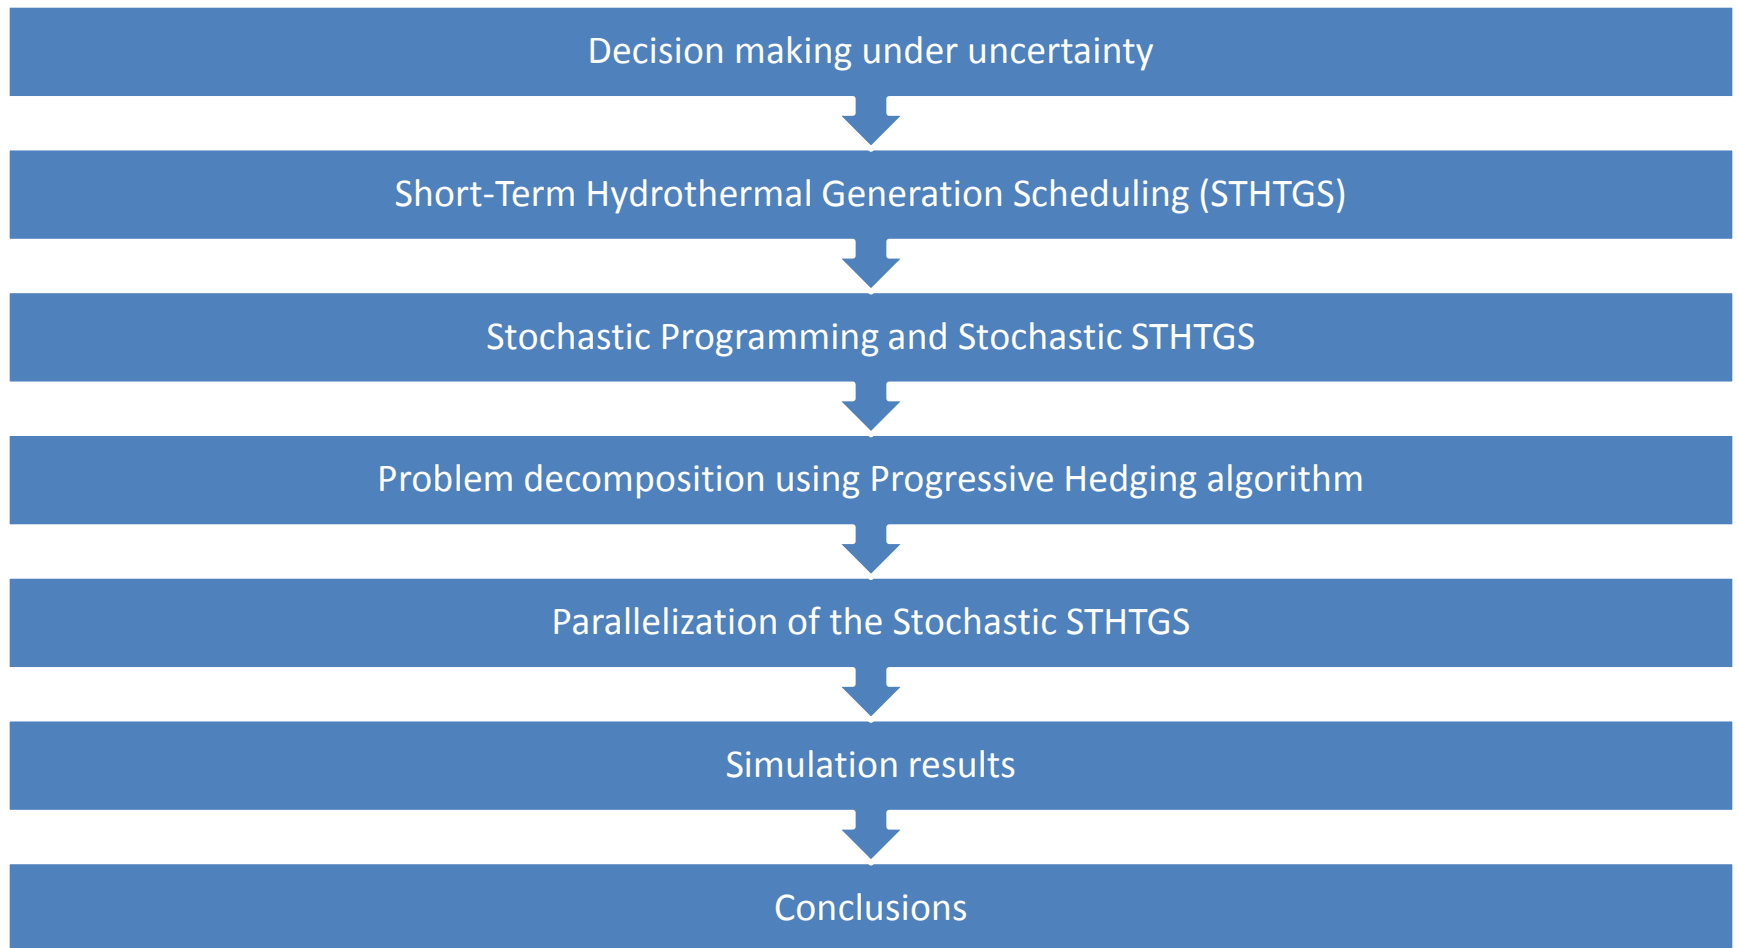 Decision making under uncertainty
Short-Term Hydrothermal Generation Scheduling (STHTGS)
Stochastic Programming and Stochastic STHTGS
Problem decomposition using Progressive Hedging algorithm
Parallelization of the Stochastic STHTGS
Simulation results
Conclusions